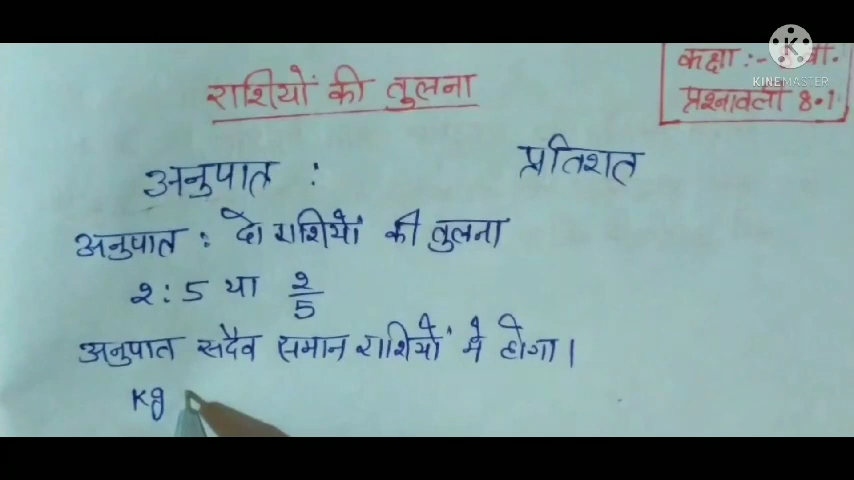 राशियों की तुलना
कक्षा :- वी.
प्रश्नावली 8.1
K
KINEMASTER
अनुपात : प्रतिशत
अनुपात : दो राशियों की तुलना
2 : 5 या 2/5
अनुपात सदैव समान राशियों में होगा।
Kg